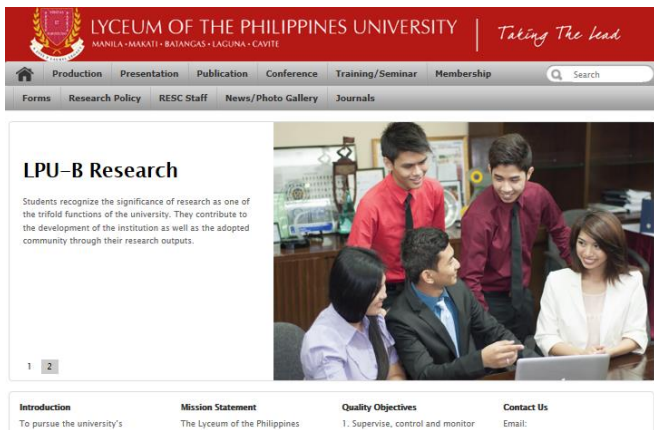 LYCEUM OF THE PHILIPPINES UNIVERSITY
MANILA • MAKATI • BATANGAS • LAGUNA • CAVITE
Taking The Lead
Production Presentation Publication Conference Training/Seminar Membership
Search
Forms Research Policy RESC Staff News/Photo Gallery Journals
LPU-B Research
Students recognize the significance of research as one of
the trifold functions of the university. They contribute to
the development of the institution as well as the adopted
community through their research outputs.
1 2
Introduction
To pursue the university's
Mission Statement
The Lyceum of the Philippines
Quality Objectives
1. Supervise, control and monitor
Contact Us
Email: